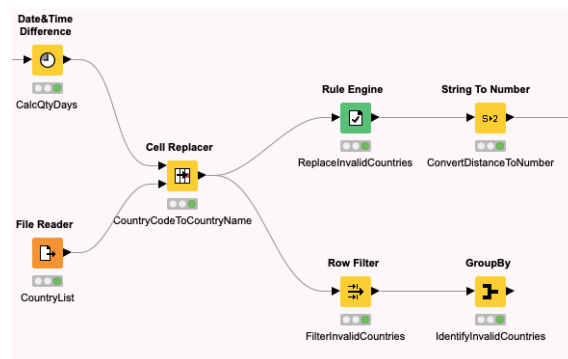 Date&Time
Difference
CalcQtyDays
Rule Engine
String To Number
S▸2
ReplaceInvalidCountries
ConvertDistanceToNumber
Cell Replacer
CountryCodeToCountryName
File Reader
CountryList
Row Filter
GroupBy
FilterInvalidCountries
IdentifyInvalidCountries